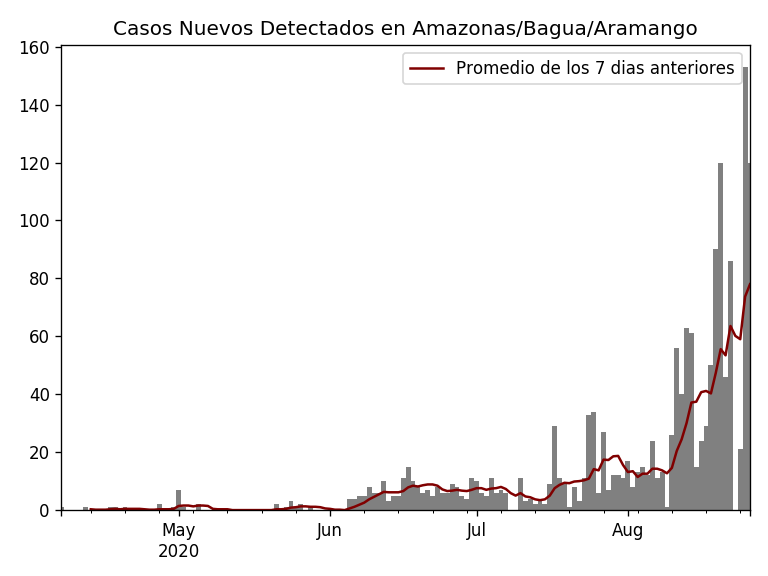 Casos Nuevos Detectados en Amazonas/Bagua/Aramango
Promedio de los 7 dias anteriores
160
140
120
100
80
60
40
20
0
May
2020
Jun
Jul
Aug